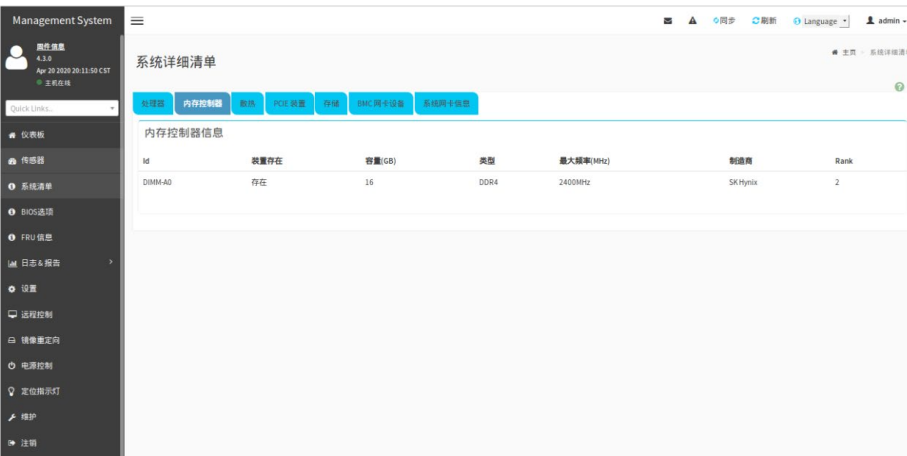 Management System
同步 刷新 Language admin
固件信息
4.3.0
Apr 20 2020 20:11:50 CST
主机在线
系统详细清单
主页 - 系统详细清
Quick Links...
处理器 内存控制器 散热 PCIE 装置 存储 BMC 网卡设备 系统网卡信息
仪表板
内存控制器信息
传感器
Id 装置存在 容量(GB) 类型 最大频率(MHz) 制造商 Rank
系统清单
DIMM-A0 存在 16 DDR4 2400MHz SK Hynix 2
BIOS选项
FRU 信息
日志&报告
设置
远程控制
镜像重定向
电源控制
定位指示灯
维护
注销